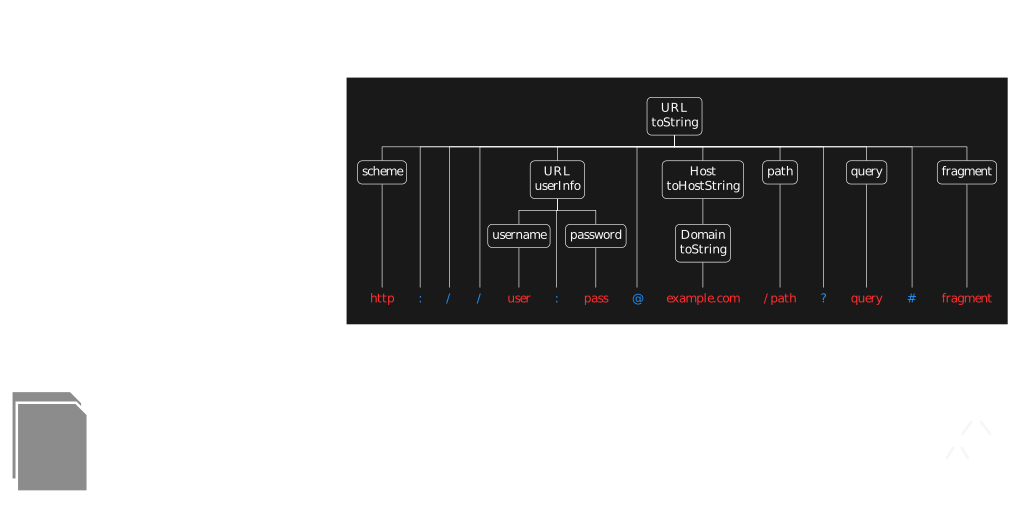 URL
toString
scheme
URL
userInfo
Host
toHostString
path
query
fragment
username
password
Domain
toString
http : / / user : pass @ example.com /path ? query # fragment